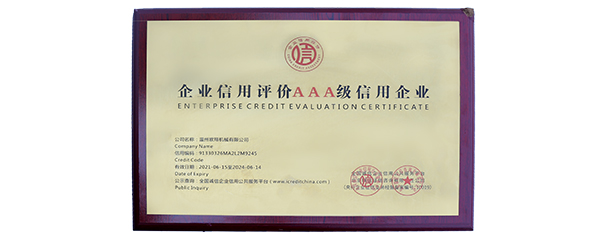 信
企业信用评价AAA级信用企业
ENTERPRISE CREDIT EVALUATION CERTIFICATE
公司名称：温州欧翔机械有限公司
Company Name
信用编码：91330326MA2L2M9245
Credit Code
有效日期：2021-06-15至2024-06-14
Date of Expiry
公示查询：全国诚信企业信用公共服务平台（www.icreditchina.com）
Public Inquiry